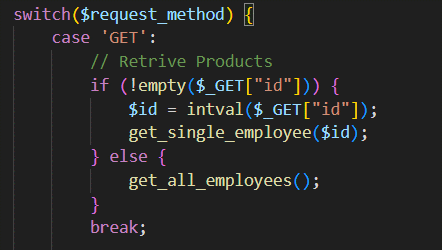 switch($request_method) {
case 'GET':
// Retrive Products
if (!empty($_GET["id"])) {
$id = intval($_GET["id"]);
get_single_employee($id);
} else {
get_all_employees();
}
break;